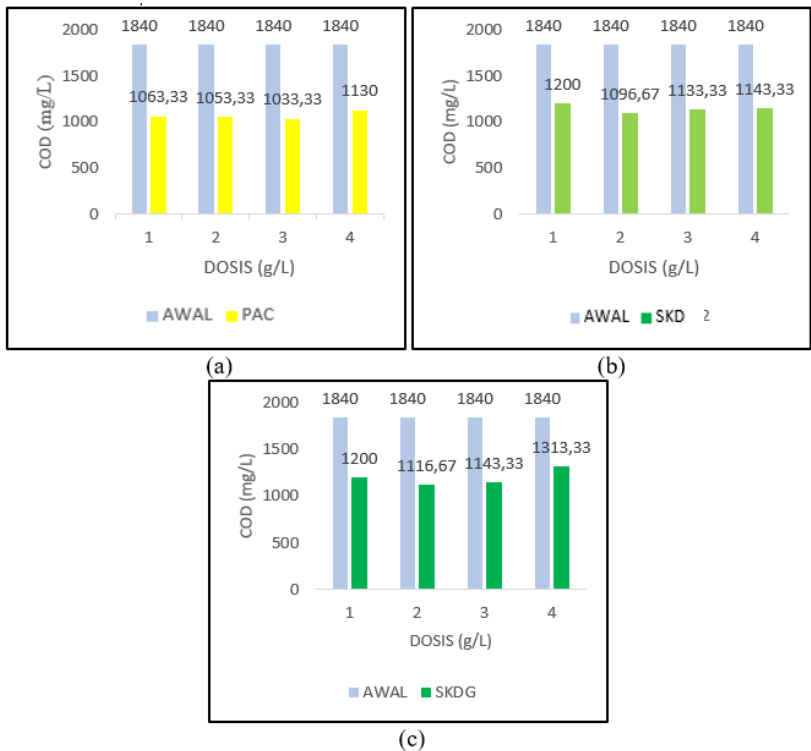 1840 1840 1840 1840
2000
1500
1000
500
0
COD (mg/L)
1063,33 1053,33 1033,33 1130
1 2 3 4
DOSIS (g/L)
AWAL PAC
(a)
1840 1840 1840 1840
2000
1500
1000
500
0
COD (mg/L)
1200 1096,67 1133,33 1143,33
1 2 3 4
DOSIS (g/L)
AWAL SKD 2
(b)
1840 1840 1840 1840
2000
1500
1000
500
0
COD (mg/L)
1200 1116,67 1143,33 1313,33
1 2 3 4
DOSIS (g/L)
AWAL SKDG
(c)